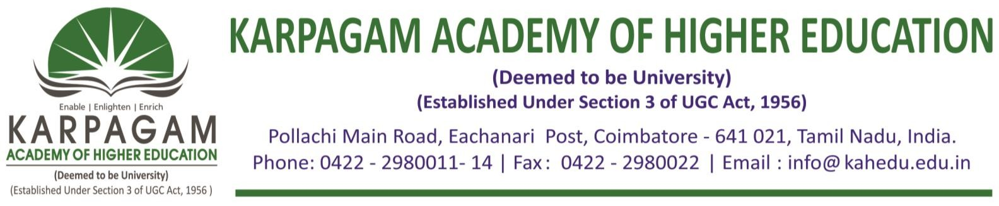 Enable | Enlighten | Enrich
KARPAGAM
ACADEMY OF HIGHER EDUCATION
(Deemed to be University)
(Established Under Section 3 of UGC Act, 1956 )
KARPAGAM ACADEMY OF HIGHER EDUCATION
(Deemed to be University)
(Established Under Section 3 of UGC Act, 1956)
Pollachi Main Road, Eachanari Post, Coimbatore - 641 021, Tamil Nadu, India.
Phone: 0422 - 2980011- 14 | Fax : 0422 - 2980022 | Email : info@ kahedu.edu.in